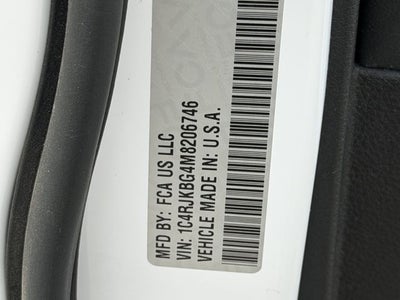 MFD BY: FCA US LLC
VIN: 1C4RJKBG4M8206746
VEHICLE MADE IN: U.S.A.